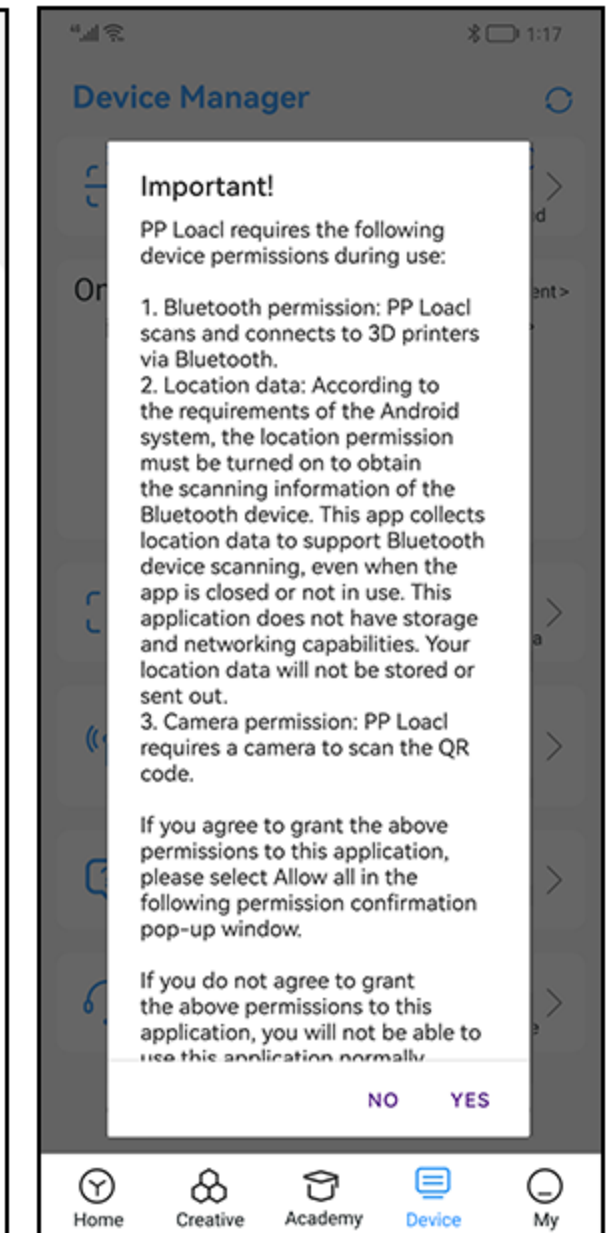 46 1:17
Device Manager
Important!
d
PP Loacl requires the following
device permissions during use:
Or
ent>
1. Bluetooth permission: PP Loacl
scans and connects to 3D printers
via Bluetooth.
2. Location data: According to
the requirements of the Android
system, the location permission
must be turned on to obtain
the scanning information of the
Bluetooth device. This app collects
location data to support Bluetooth
device scanning, even when the
app is closed or not in use. This
application does not have storage
and networking capabilities. Your
a
location data will not be stored or
sent out.
3. Camera permission: PP Loacl
requires a camera to scan the QR
code.
If you agree to grant the above
permissions to this application,
please select Allow all in the
following permission confirmation
pop-up window.
If you do not agree to grant
the above permissions to this
application, you will not be able to
use this application normally
NO YES
Home Creative Academy Device My